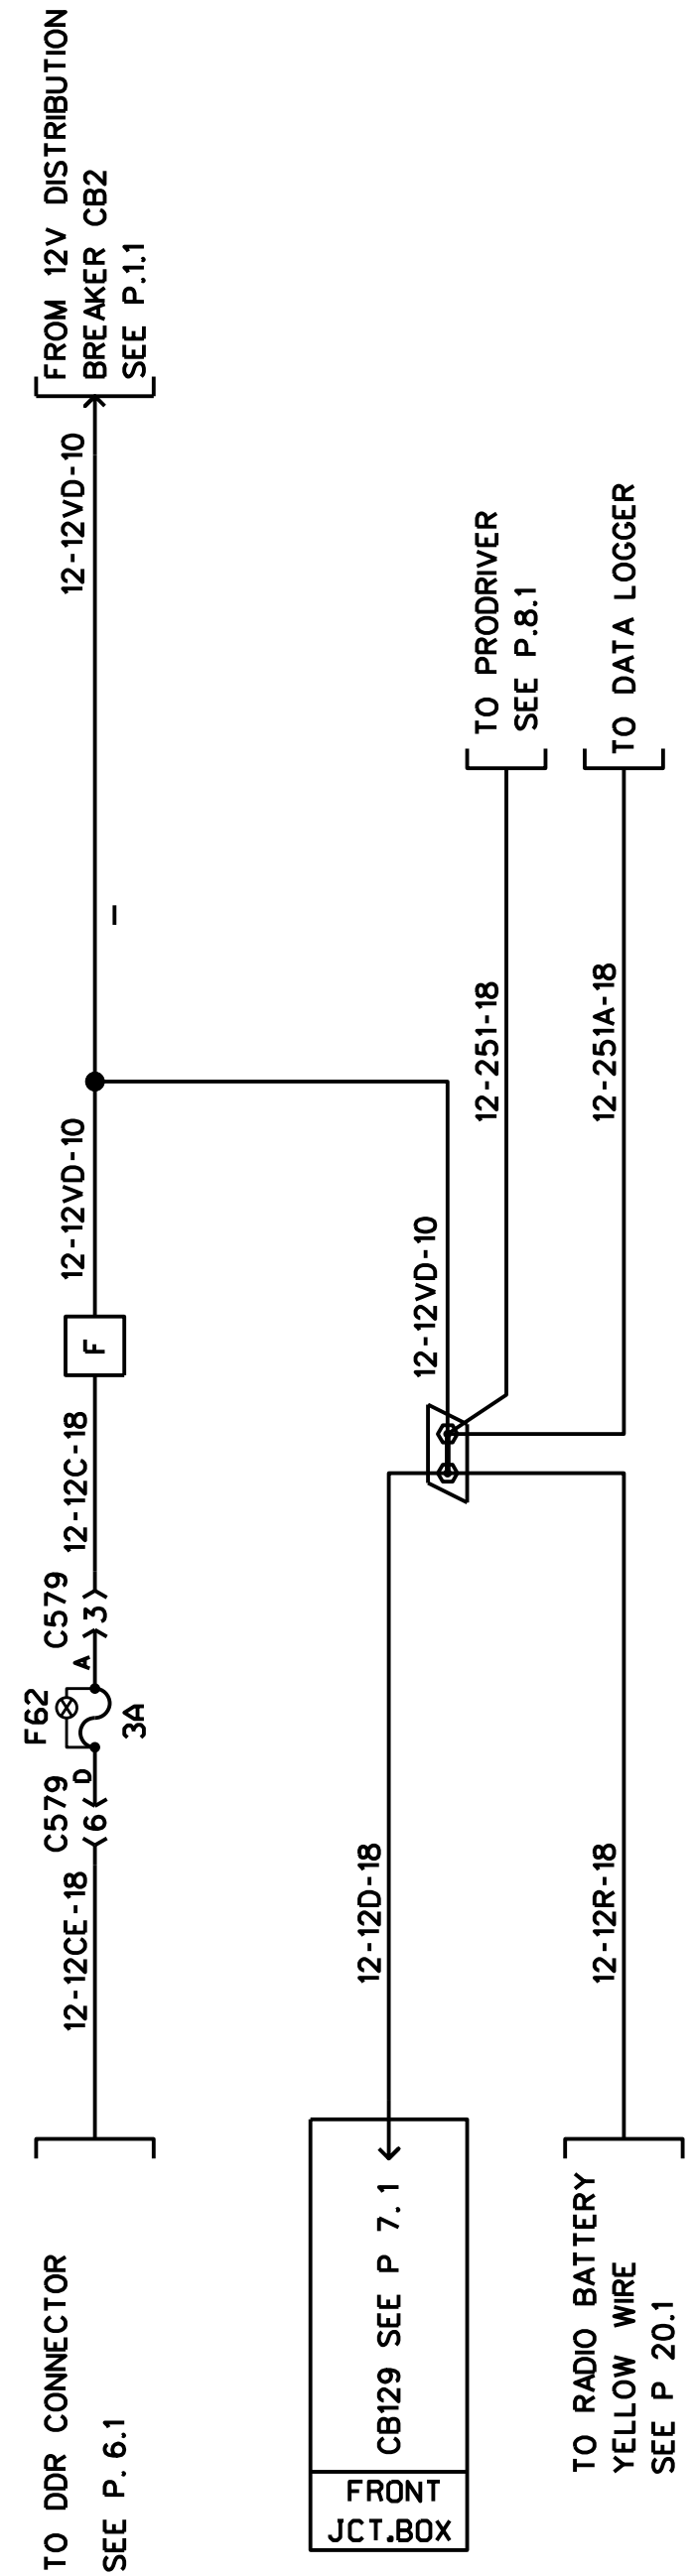 TO DDR CONNECTOR
SEE P. 6.1
12-12CE-18
C579
6
D
F62
3A
A
C579
3
12-12C-18
F
12-12VD-10
12-12VD-10
FROM 12V DISTRIBUTION
BREAKER CB2
SEE P.1.1
FRONT
JCT.BOX
CB129 SEE P 7.1
12-12D-18
12-12VD-10
12-251-18
TO PRODRIVER
SEE P.8.1
12-251A-18
TO DATA LOGGER
TO RADIO BATTERY
YELLOW WIRE
SEE P 20.1
12-12R-18